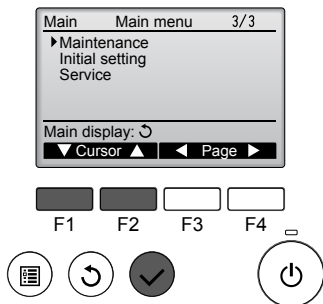 Main Main menu 3/3
Maintenance
Initial setting
Service
Main display:
Cursor Page
F1 F2 F3 F4